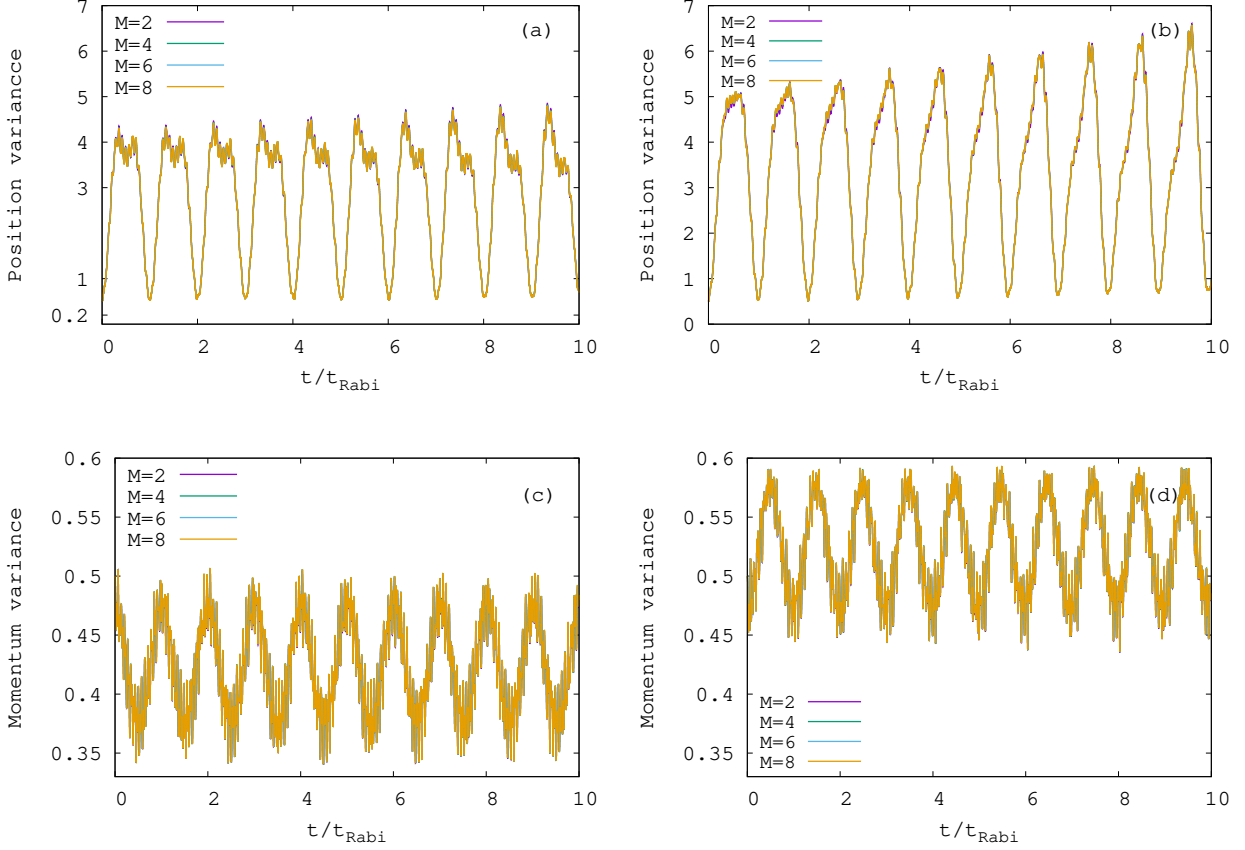 Position variancce
7
6
5
4
3
1
0.2
M=2
M=4
M=6
M=8
(a)
0 2 4 6 8 10
t/tRabi
Position variancce
7
6
5
4
3
2
1
0
M=2
M=4
M=6
M=8
(b)
0 2 4 6 8 10
t/tRabi
Momentum variance
0.6
0.55
0.5
0.45
0.4
0.35
M=2
M=4
M=6
M=8
(c)
0 2 4 6 8 10
t/tRabi
Momentum variance
0.6
0.55
0.5
0.45
0.4
0.35
(d)
M=2
M=4
M=6
M=8
0 2 4 6 8 10
t/tRabi